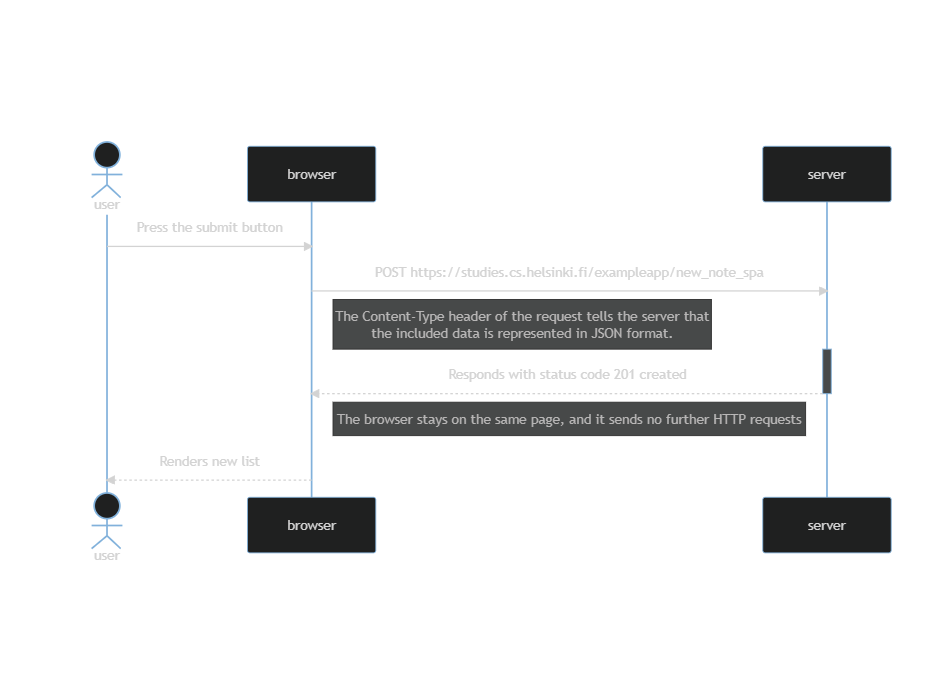 browser
server
user
Press the submit button
POST https://studies.cs.helsinki.fi/exampleapp/new_note_spa
The Content-Type header of the request tells the server that
the included data is represented in JSON format.
Responds with status code 201 created
The browser stays on the same page, and it sends no further HTTP requests
Renders new list
browser
server
user